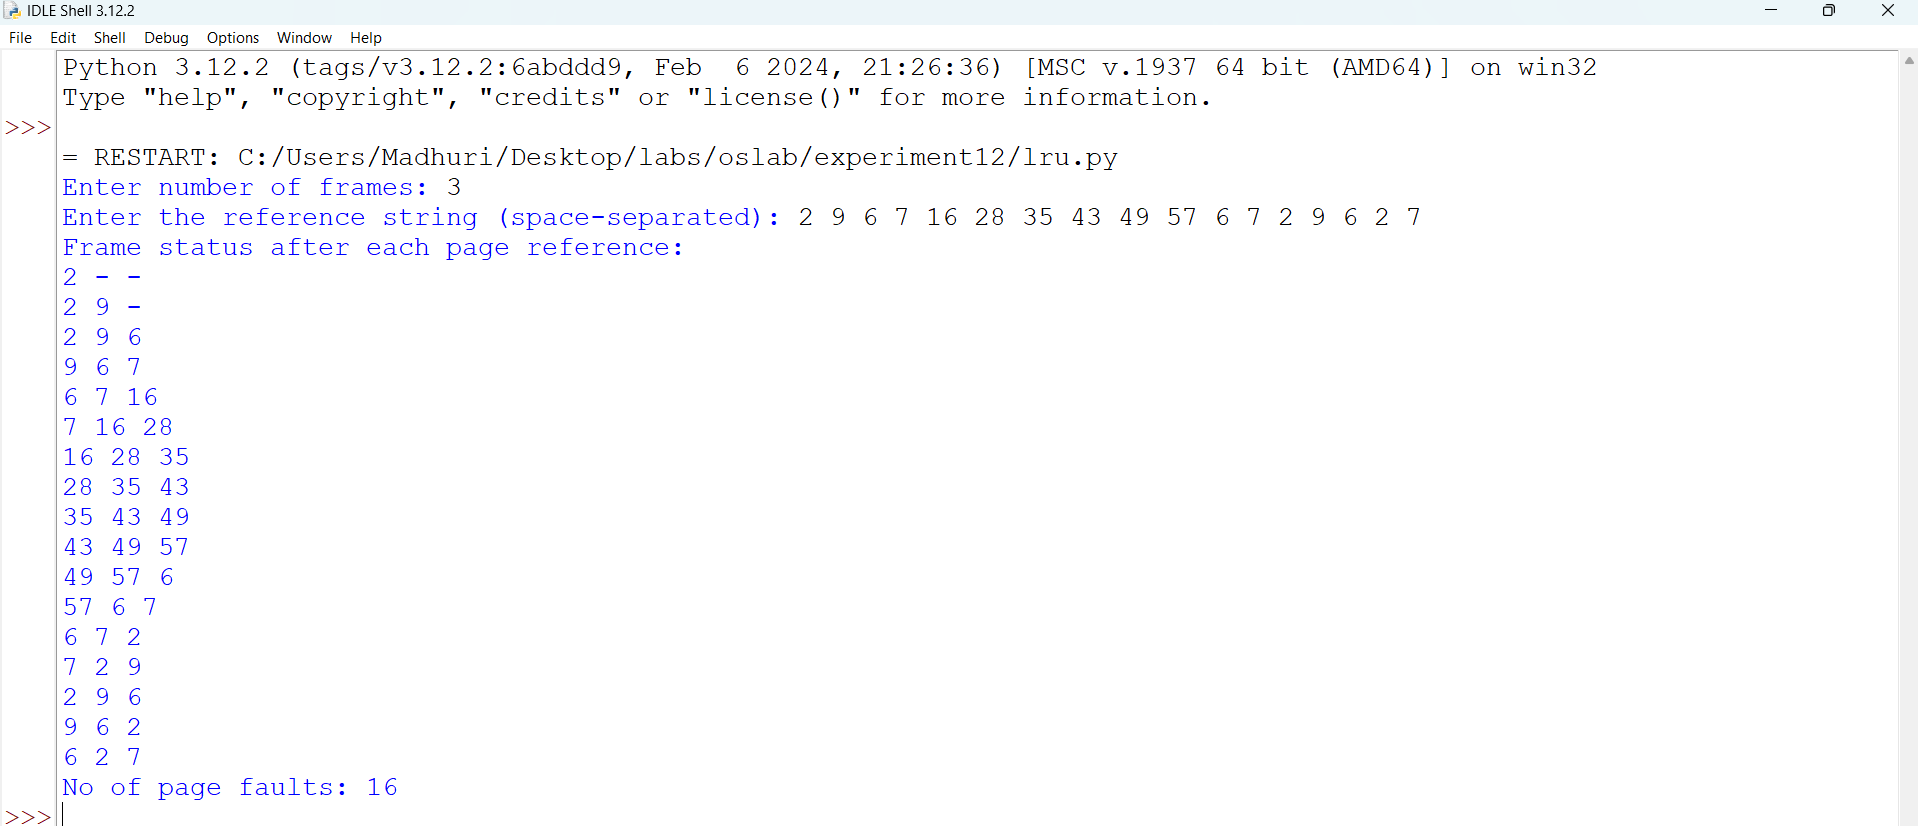 IDLE Shell 3.12.2
File Edit Shell Debug Options Window Help
Python 3.12.2 (tags/v3.12.2:6abddd9, Feb  6 2024, 21:26:36) [MSC v.1937 64 bit (AMD64)] on win32
Type "help", "copyright", "credits" or "license()" for more information.
>>>
= RESTART: C:/Users/Madhuri/Desktop/labs/oslab/experiment12/lru.py
Enter number of frames: 3
Enter the reference string (space-separated): 2 9 6 7 16 28 35 43 49 57 6 7 2 9 6 2 7
Frame status after each page reference:
2 - -
2 9 -
2 9 6
9 6 7
6 7 16
7 16 28
16 28 35
28 35 43
35 43 49
43 49 57
49 57 6
57 6 7
6 7 2
7 2 9
2 9 6
9 6 2
6 2 7
No of page faults: 16
>>>